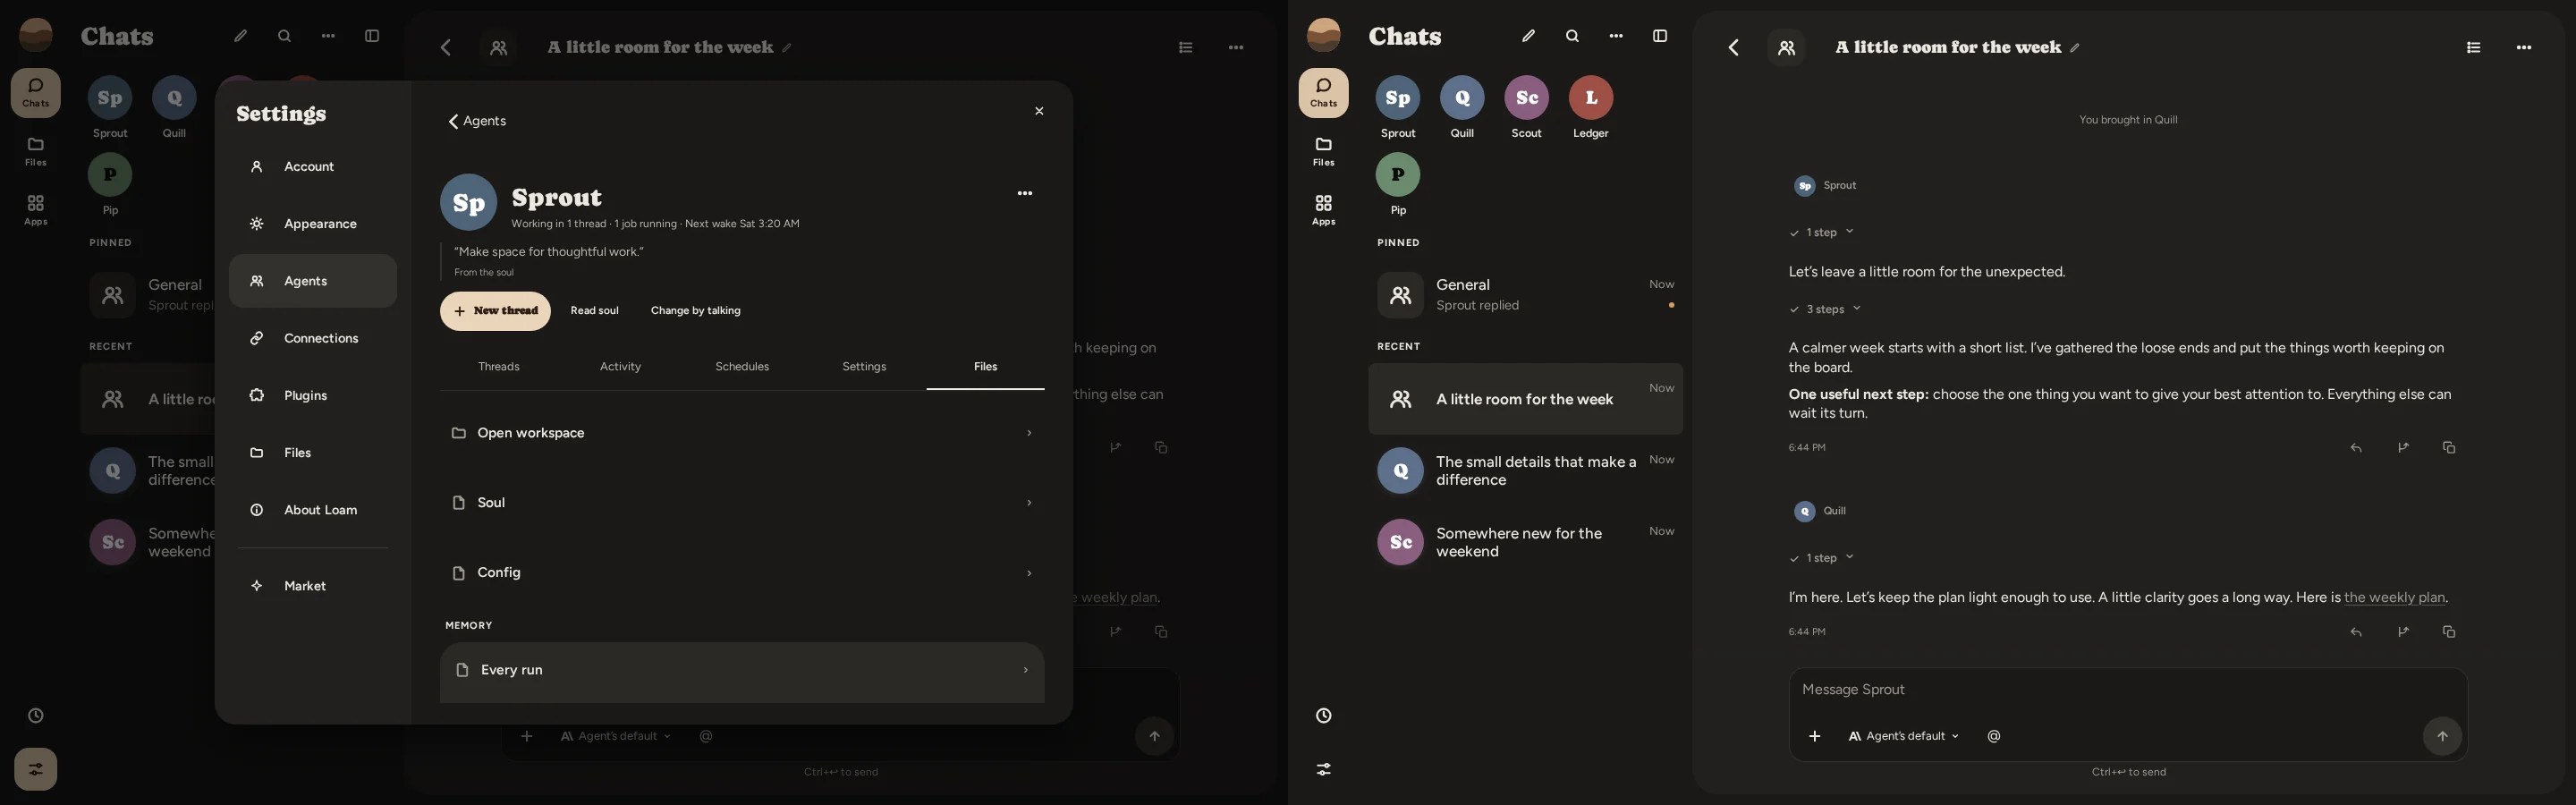 Chats
A little room for the week
Chats
Files
Apps
Sp
Q
Sprout
Quill
P
Pip
PINNED
General
Sprout repl
RECENT
A little roo
Q
The small
difference
Sc
Somewhe
weekend
h keeping on
thing else can
e weekly plan.
Agent's default
@
Ctrl+↩ to send
Settings
Account
Appearance
Agents
Connections
Plugins
Files
About Loam
Market
Agents
Sp
Sprout
Working in 1 thread · 1 job running · Next wake Sat 3:20 AM
“Make space for thoughtful work.”
From the soul
New thread
Read soul
Change by talking
Threads
Activity
Schedules
Settings
Files
Open workspace
Soul
Config
MEMORY
Every run
Chats
Chats
Files
Apps
Sp
Q
Sc
L
Sprout
Quill
Scout
Ledger
P
Pip
PINNED
General
Now
Sprout replied
RECENT
A little room for the week
Now
Q
The small details that make a
difference
Now
Sc
Somewhere new for the
weekend
Now
A little room for the week
You brought in Quill
Sp
Sprout
1 step
Let's leave a little room for the unexpected.
3 steps
A calmer week starts with a short list. I've gathered the loose ends and put the things worth keeping on
the board.
One useful next step: choose the one thing you want to give your best attention to. Everything else can
wait its turn.
6:44 PM
Q
Quill
1 step
I'm here. Let's keep the plan light enough to use. A little clarity goes a long way. Here is the weekly plan.
6:44 PM
Message Sprout
Agent's default
@
Ctrl+↩ to send